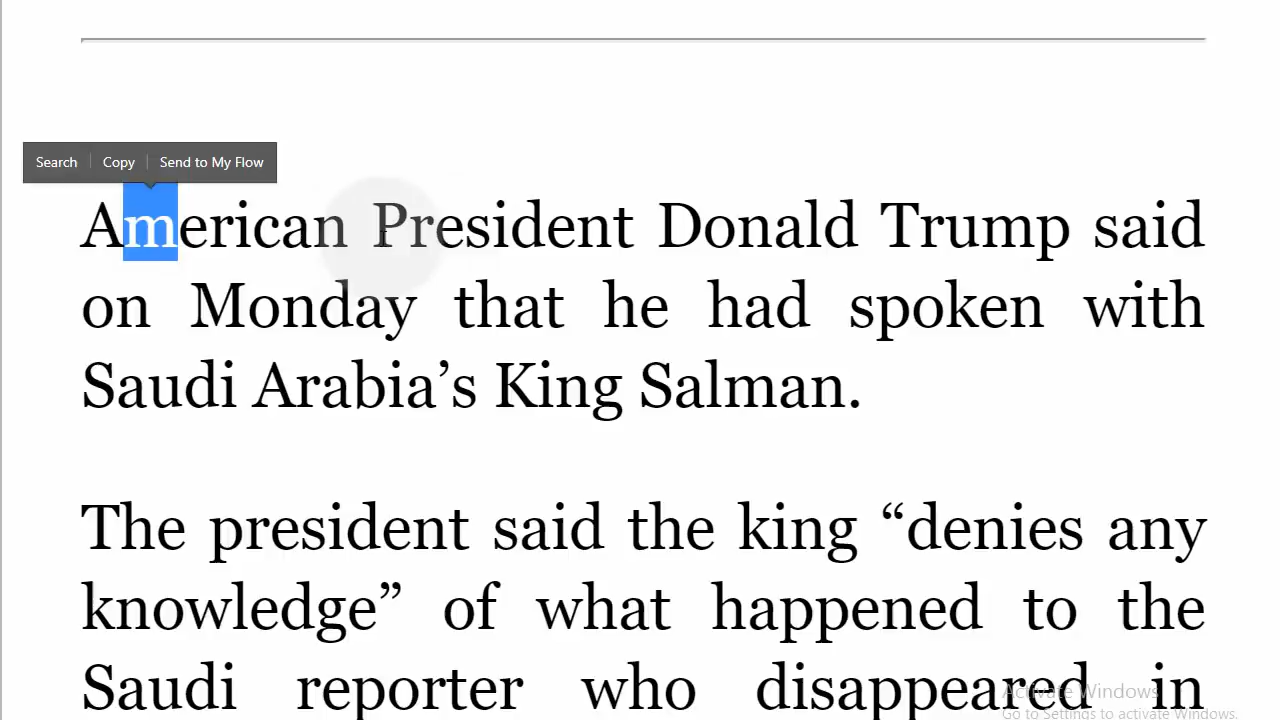 Search Copy Send to My Flow
American President Donald Trump said
on Monday that he had spoken with
Saudi Arabia’s King Salman.
The president said the king “denies any
knowledge” of what happened to the
Saudi reporter who disappeared in
Activate Windows
Go to Settings to activate Windows.